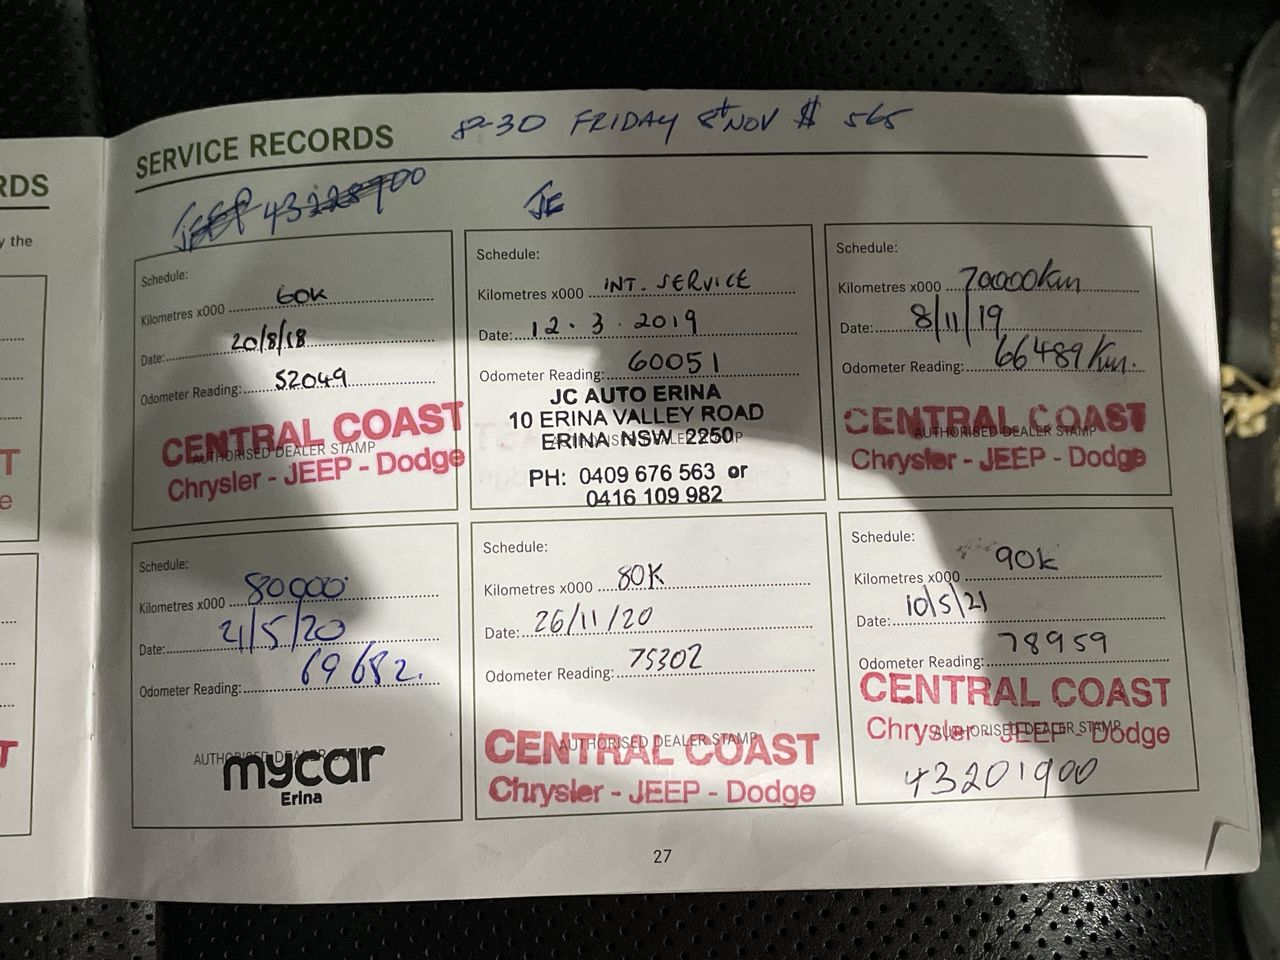 RDS
y the
T
e
T
SERVICE RECORDS
8-30 FRIDAY 8th NOV $ 565
JEEP 43228900
JE
Schedule:
Kilometres x000 60K
Date: 20/8/18
Odometer Reading: 52049
AUTHORISED DEALER STAMP
CENTRAL COAST
Chrysler - JEEP - Dodge
Schedule:
Kilometres x000 INT. SERVICE
Date: 12.3.2019
Odometer Reading: 60051
AUTHORISED DEALER STAMP
JC AUTO ERINA
10 ERINA VALLEY ROAD
ERINA NSW 2250
PH: 0409 676 563 or
0416 109 982
Schedule:
Kilometres x000 70000km
Date: 8/11/19
Odometer Reading: 66489 Km.
AUTHORISED DEALER STAMP
CENTRAL COAST
Chrysler - JEEP - Dodge
Schedule:
Kilometres x000 80000
Date: 21/5/20
Odometer Reading: 69682.
AUTHORISED DEALER STAMP
mycar
Erina
Schedule:
Kilometres x000 80K
Date: 26/11/20
Odometer Reading: 75302
AUTHORISED DEALER STAMP
CENTRAL COAST
Chrysler - JEEP - Dodge
Schedule:
Kilometres x000 90K
Date: 10/5/21
Odometer Reading: 78959
AUTHORISED DEALER STAMP
CENTRAL COAST
Chrysler - JEEP - Dodge
43201900
27